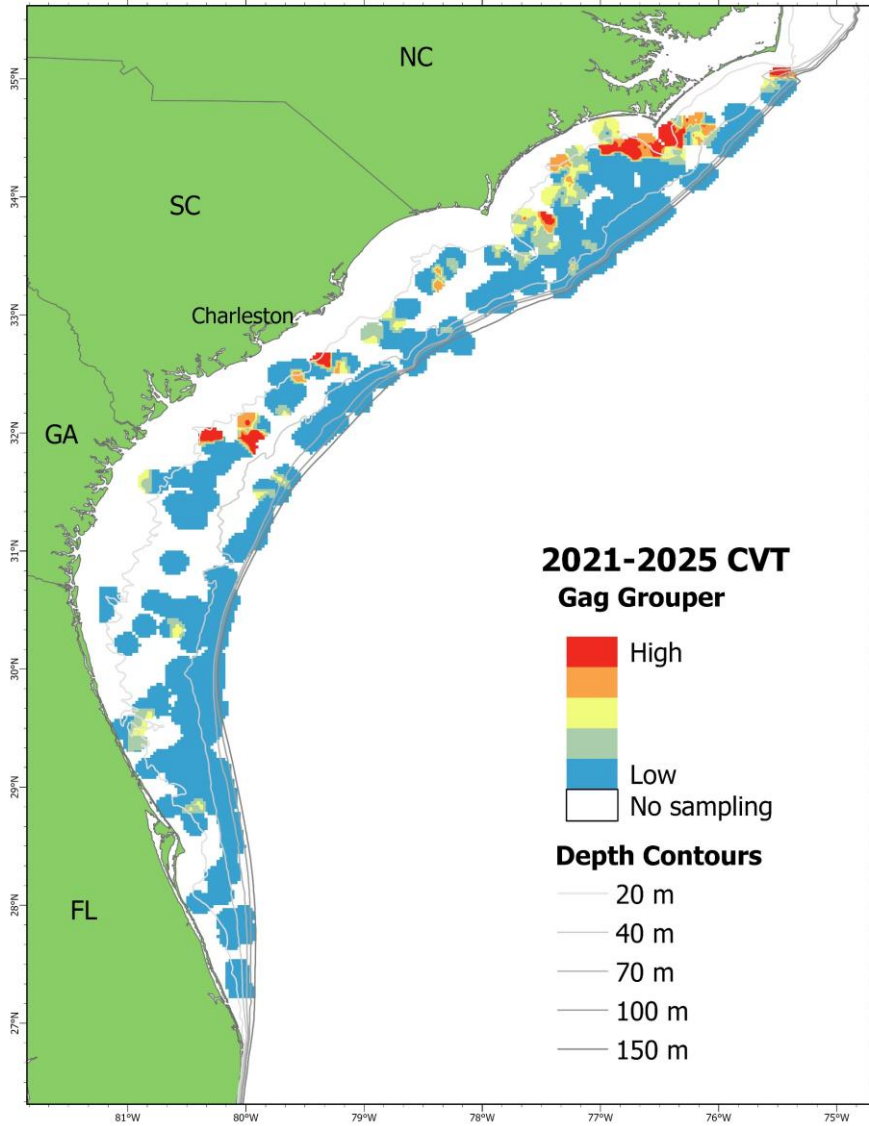 NC
SC
Charleston
GA
FL
2021-2025 CVT
Gag Grouper
High
Low
No sampling
Depth Contours
20 m
40 m
70 m
100 m
150 m
35°N
34°N
33°N
32°N
31°N
30°N
29°N
28°N
27°N
81°W
80°W
79°W
78°W
77°W
76°W
75°W